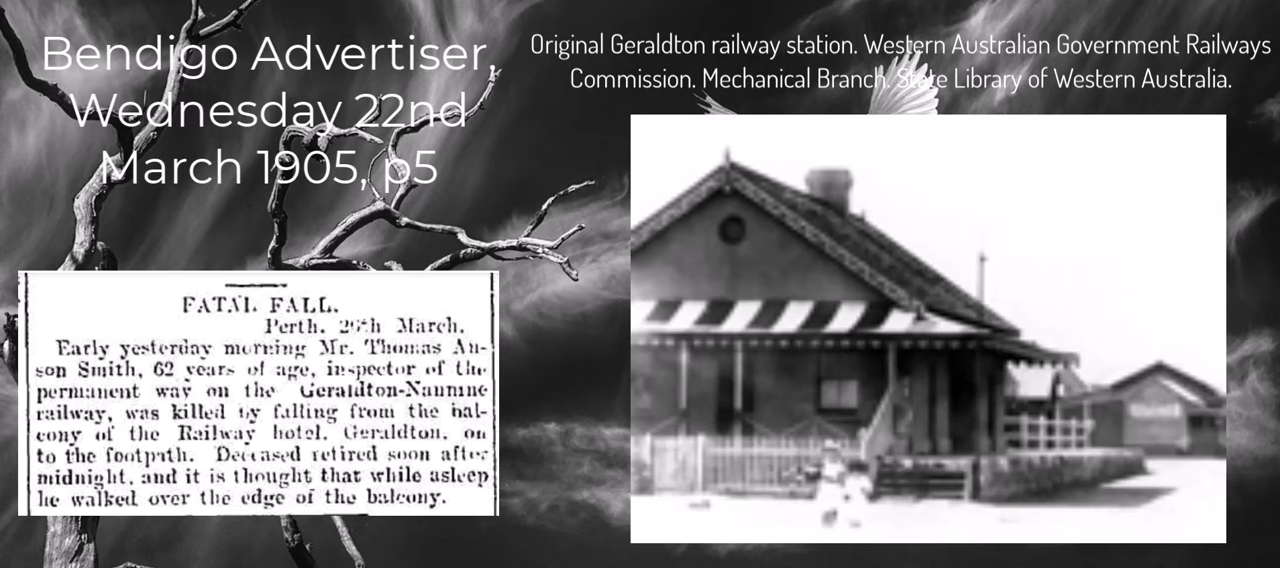 Bendigo Advertiser,
Wednesday 22nd
March 1905, p5
Original Geraldton railway station. Western Australian Government Railways
Commission. Mechanical Branch. State Library of Western Australia.
FATAL FALL.
Perth, March.
Early yesterday morning Mr. Thomas An-
son Smith, 62 years of age, inspector of the
permanent way on the Geraldton-Nannine
railway, was killed by falling from the bal-
cony of the Railway hotel, Geraldton, on
to the footpath. Deceased retired soon after
midnight, and it is thought that while asleep
he walked over the edge of the balcony.